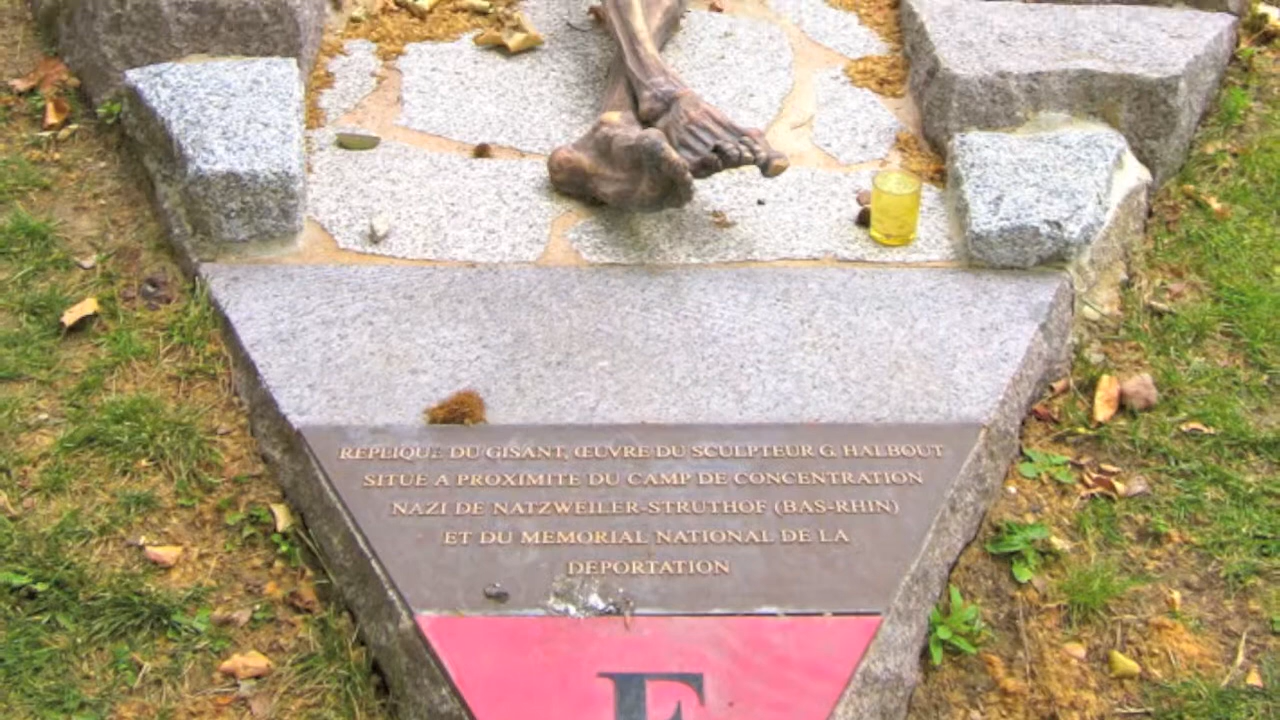 REPLIQUE DU GISANT, ŒUVRE DU SCULPTEUR G. HALBOUT
SITUE A PROXIMITE DU CAMP DE CONCENTRATION
NAZI DE NATZWEILER-STRUTHOF (BAS-RHIN)
ET DU MEMORIAL NATIONAL DE LA
DEPORTATION
F